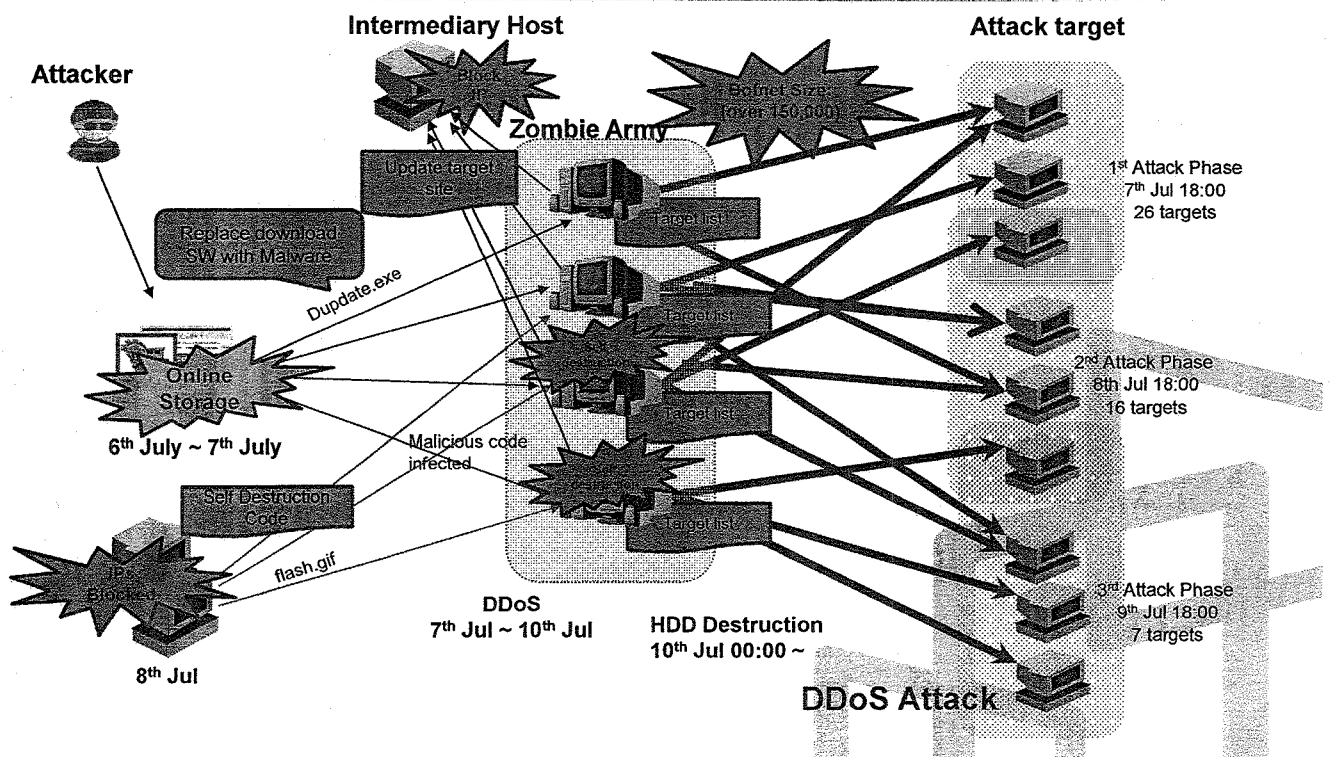 Intermediary Host
Attack target
Attacker
Block
IP
Botnet Size:
(over 150,000)
Zombie Army
Update target
site
1st Attack Phase
7th Jul 18:00
26 targets
Replace download
SW with Malware
Target list
Dupdate.exe
Target list
Online
Storage
2nd Attack Phase
8th Jul 18:00
16 targets
Target list
6th July ~ 7th July
Malicious code
infected
Self Destruction
Code
Target list
IPs
Blocked
flash.gif
3rd Attack Phase
9th Jul 18:00
7 targets
DDoS
7th Jul ~ 10th Jul
HDD Destruction
10th Jul 00:00 ~
8th Jul
DDoS Attack